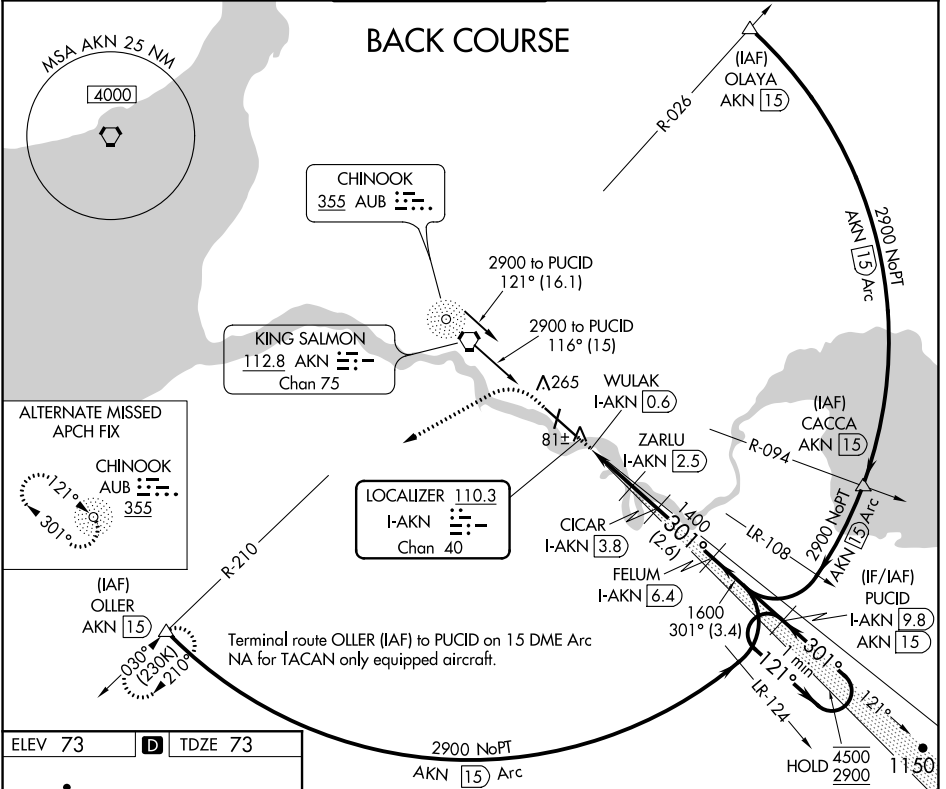 BACK COURSE
MSA AKN 25 NM
4000
(IAF)
OLAYA
AKN 15
R-026
2900 NoPT
AKN 15 Arc
CHINOOK
355 AUB
2900 to PUCID
121° (16.1)
2900 to PUCID
116° (15)
KING SALMON
112.8 AKN
Chan 75
265
WULAK
I-AKN 0.6
81±
ZARLU
I-AKN 2.5
(IAF)
CACCA
AKN 15
R-094
ALTERNATE MISSED
APCH FIX
CHINOOK
AUB
355
121°
301°
LOCALIZER 110.3
I-AKN
Chan 40
CICAR
I-AKN 3.8
1400
301°
(2.6)
LR-108
2900 NoPT
AKN 15 Arc
FELUM
I-AKN 6.4
(IF/IAF)
PUCID
I-AKN 9.8
AKN 15
R-210
(IAF)
OLLER
AKN 15
1600
301° (3.4)
030°
(230K)
210°
Terminal route OLLER (IAF) to PUCID on 15 DME Arc
NA for TACAN only equipped aircraft.
1 min
301°
121°
121°
LR-124
HOLD 4500
2900
1150
2900 NoPT
AKN 15 Arc
ELEV 73
D
TDZE 73